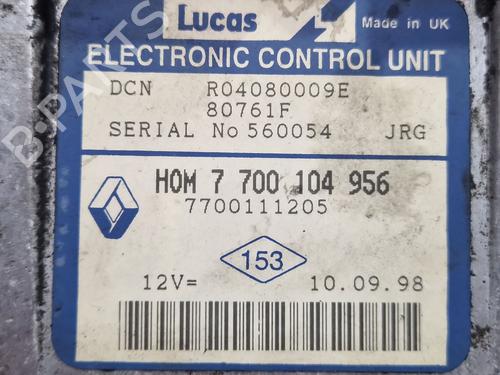 Lucas Made in UK
ELECTRONIC CONTROL UNIT
DCN R04080009E
80761F
SERIAL No 560054 JRG
HOM 7 700 104 956
7700111205
153
12V= 10.09.98
B-PARTS